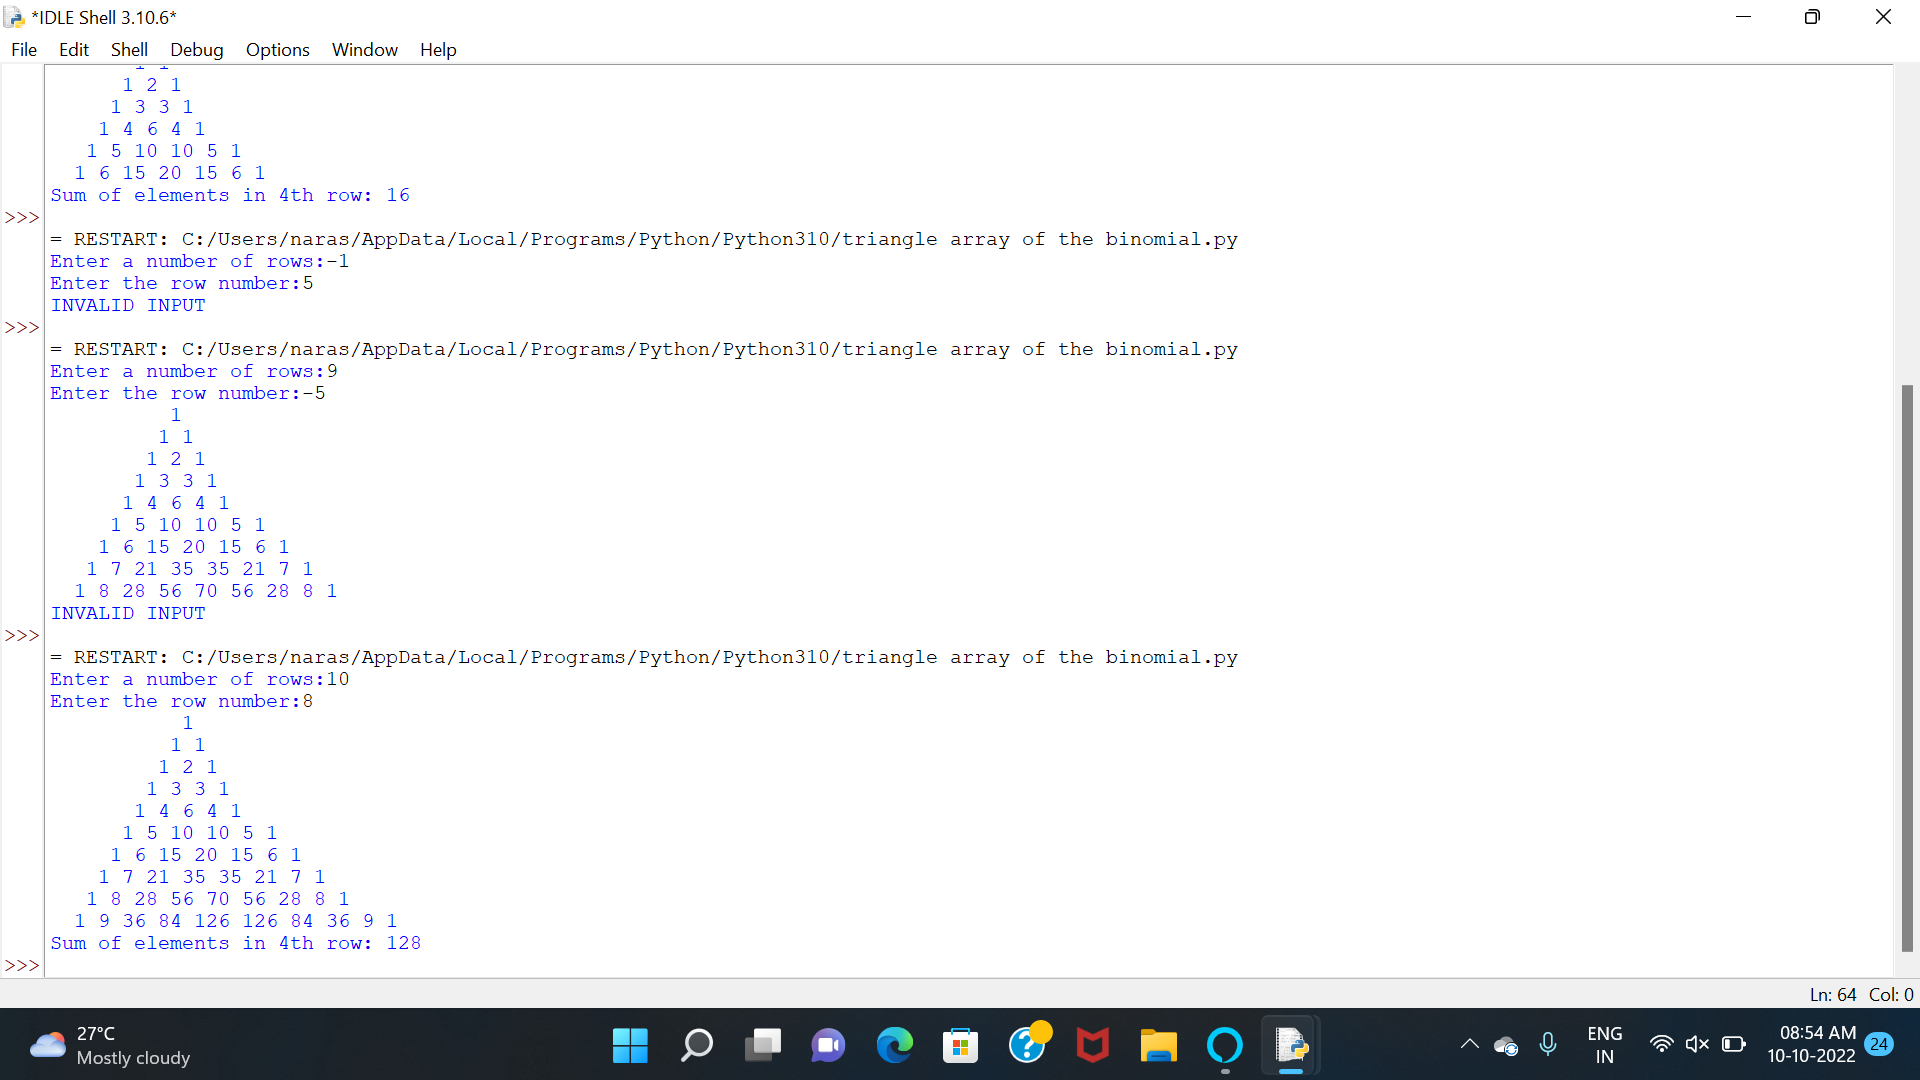 *IDLE Shell 3.10.6*
File Edit Shell Debug Options Window Help
1 1
1 2 1
1 3 3 1
1 4 6 4 1
1 5 10 10 5 1
1 6 15 20 15 6 1
Sum of elements in 4th row: 16
>>>
= RESTART: C:/Users/naras/AppData/Local/Programs/Python/Python310/triangle array of the binomial.py
Enter a number of rows:-1
Enter the row number:5
INVALID INPUT
>>>
= RESTART: C:/Users/naras/AppData/Local/Programs/Python/Python310/triangle array of the binomial.py
Enter a number of rows:9
Enter the row number:-5
1
1 1
1 2 1
1 3 3 1
1 4 6 4 1
1 5 10 10 5 1
1 6 15 20 15 6 1
1 7 21 35 35 21 7 1
1 8 28 56 70 56 28 8 1
INVALID INPUT
>>>
= RESTART: C:/Users/naras/AppData/Local/Programs/Python/Python310/triangle array of the binomial.py
Enter a number of rows:10
Enter the row number:8
1
1 1
1 2 1
1 3 3 1
1 4 6 4 1
1 5 10 10 5 1
1 6 15 20 15 6 1
1 7 21 35 35 21 7 1
1 8 28 56 70 56 28 8 1
1 9 36 84 126 126 84 36 9 1
Sum of elements in 4th row: 128
>>>
Ln: 64 Col: 0
27°C
Mostly cloudy
ENG
IN
08:54 AM
10-10-2022
24